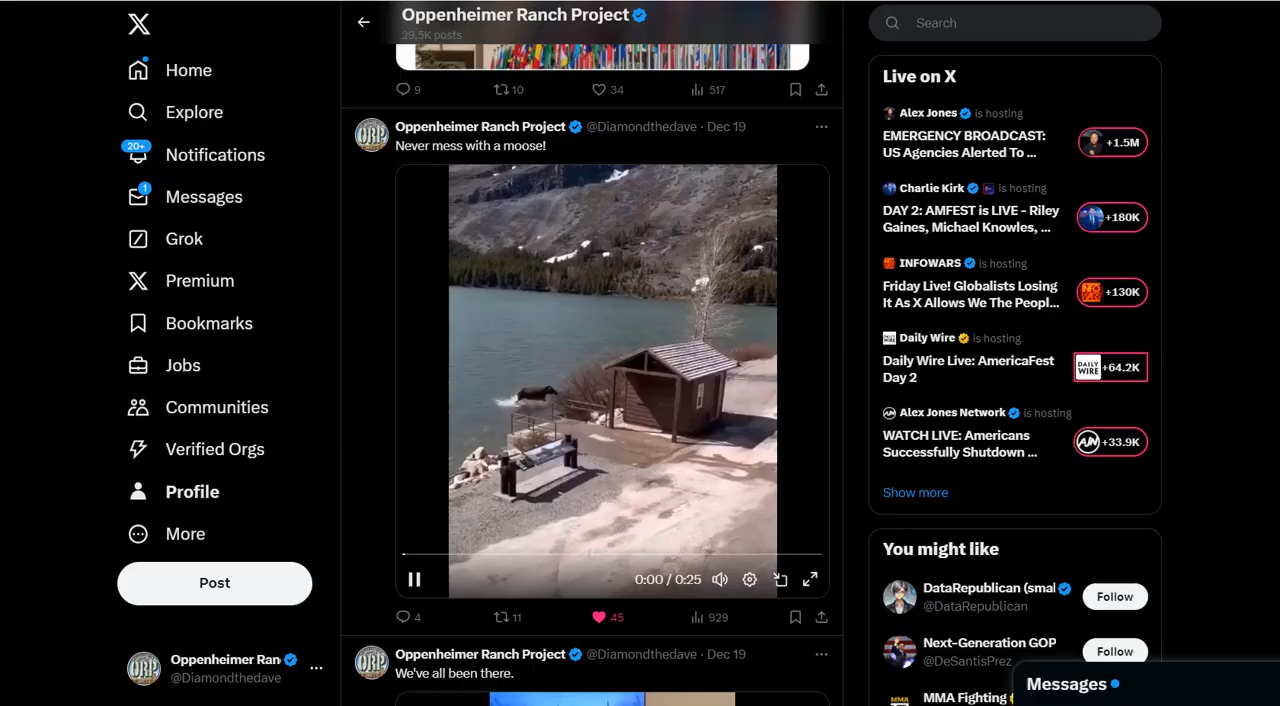 Home
Explore
20+
Notifications
1
Messages
Grok
Premium
Bookmarks
Jobs
Communities
Verified Orgs
Profile
More
Post
Oppenheimer Ran
@Diamondthedave
Oppenheimer Ranch Project
29.5K posts
9 10 34 517
Oppenheimer Ranch Project @Diamondthedave · Dec 19
Never mess with a moose!
0:00 / 0:25
4 11 45 929
Oppenheimer Ranch Project @Diamondthedave · Dec 19
We've all been there.
Search
Live on X
Alex Jones is hosting
EMERGENCY BROADCAST:
US Agencies Alerted To ...
+1.5M
Charlie Kirk is hosting
DAY 2: AMFEST is LIVE - Riley
Gaines, Michael Knowles, ...
+180K
INFOWARS is hosting
Friday Live! Globalists Losing
It As X Allows We The Peopl...
+130K
Daily Wire is hosting
Daily Wire Live: AmericaFest
Day 2
DAILY
WIRE
+64.2K
Alex Jones Network is hosting
WATCH LIVE: Americans
Successfully Shutdown ...
AJN
+33.9K
Show more
You might like
DataRepublican (smal
@DataRepublican
Follow
Next-Generation GOP
@DeSantisPrez
Follow
MMA Fighting
Messages